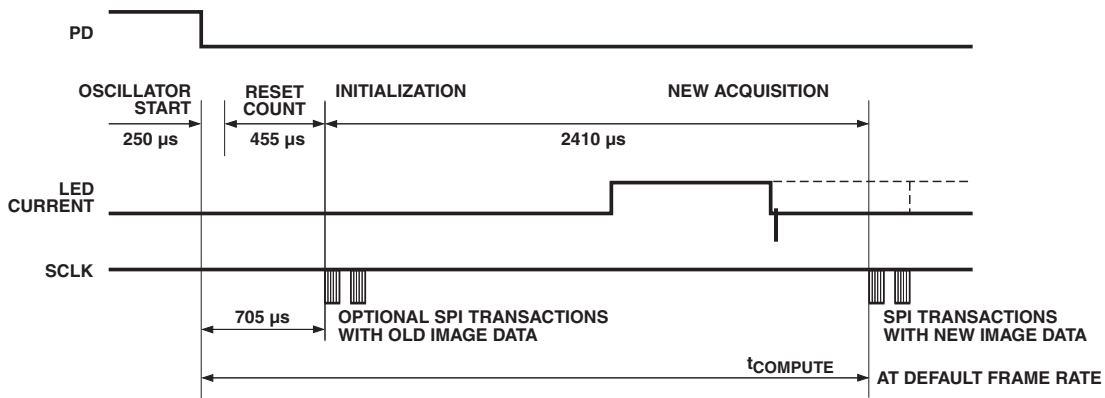 PD
OSCILLATOR
START
RESET
COUNT
INITIALIZATION
NEW ACQUISITION
250 µs
455 µs
2410 µs
LED
CURRENT
SCLK
705 µs
OPTIONAL SPI TRANSACTIONS
WITH OLD IMAGE DATA
SPI TRANSACTIONS
WITH NEW IMAGE DATA
tCOMPUTE
AT DEFAULT FRAME RATE